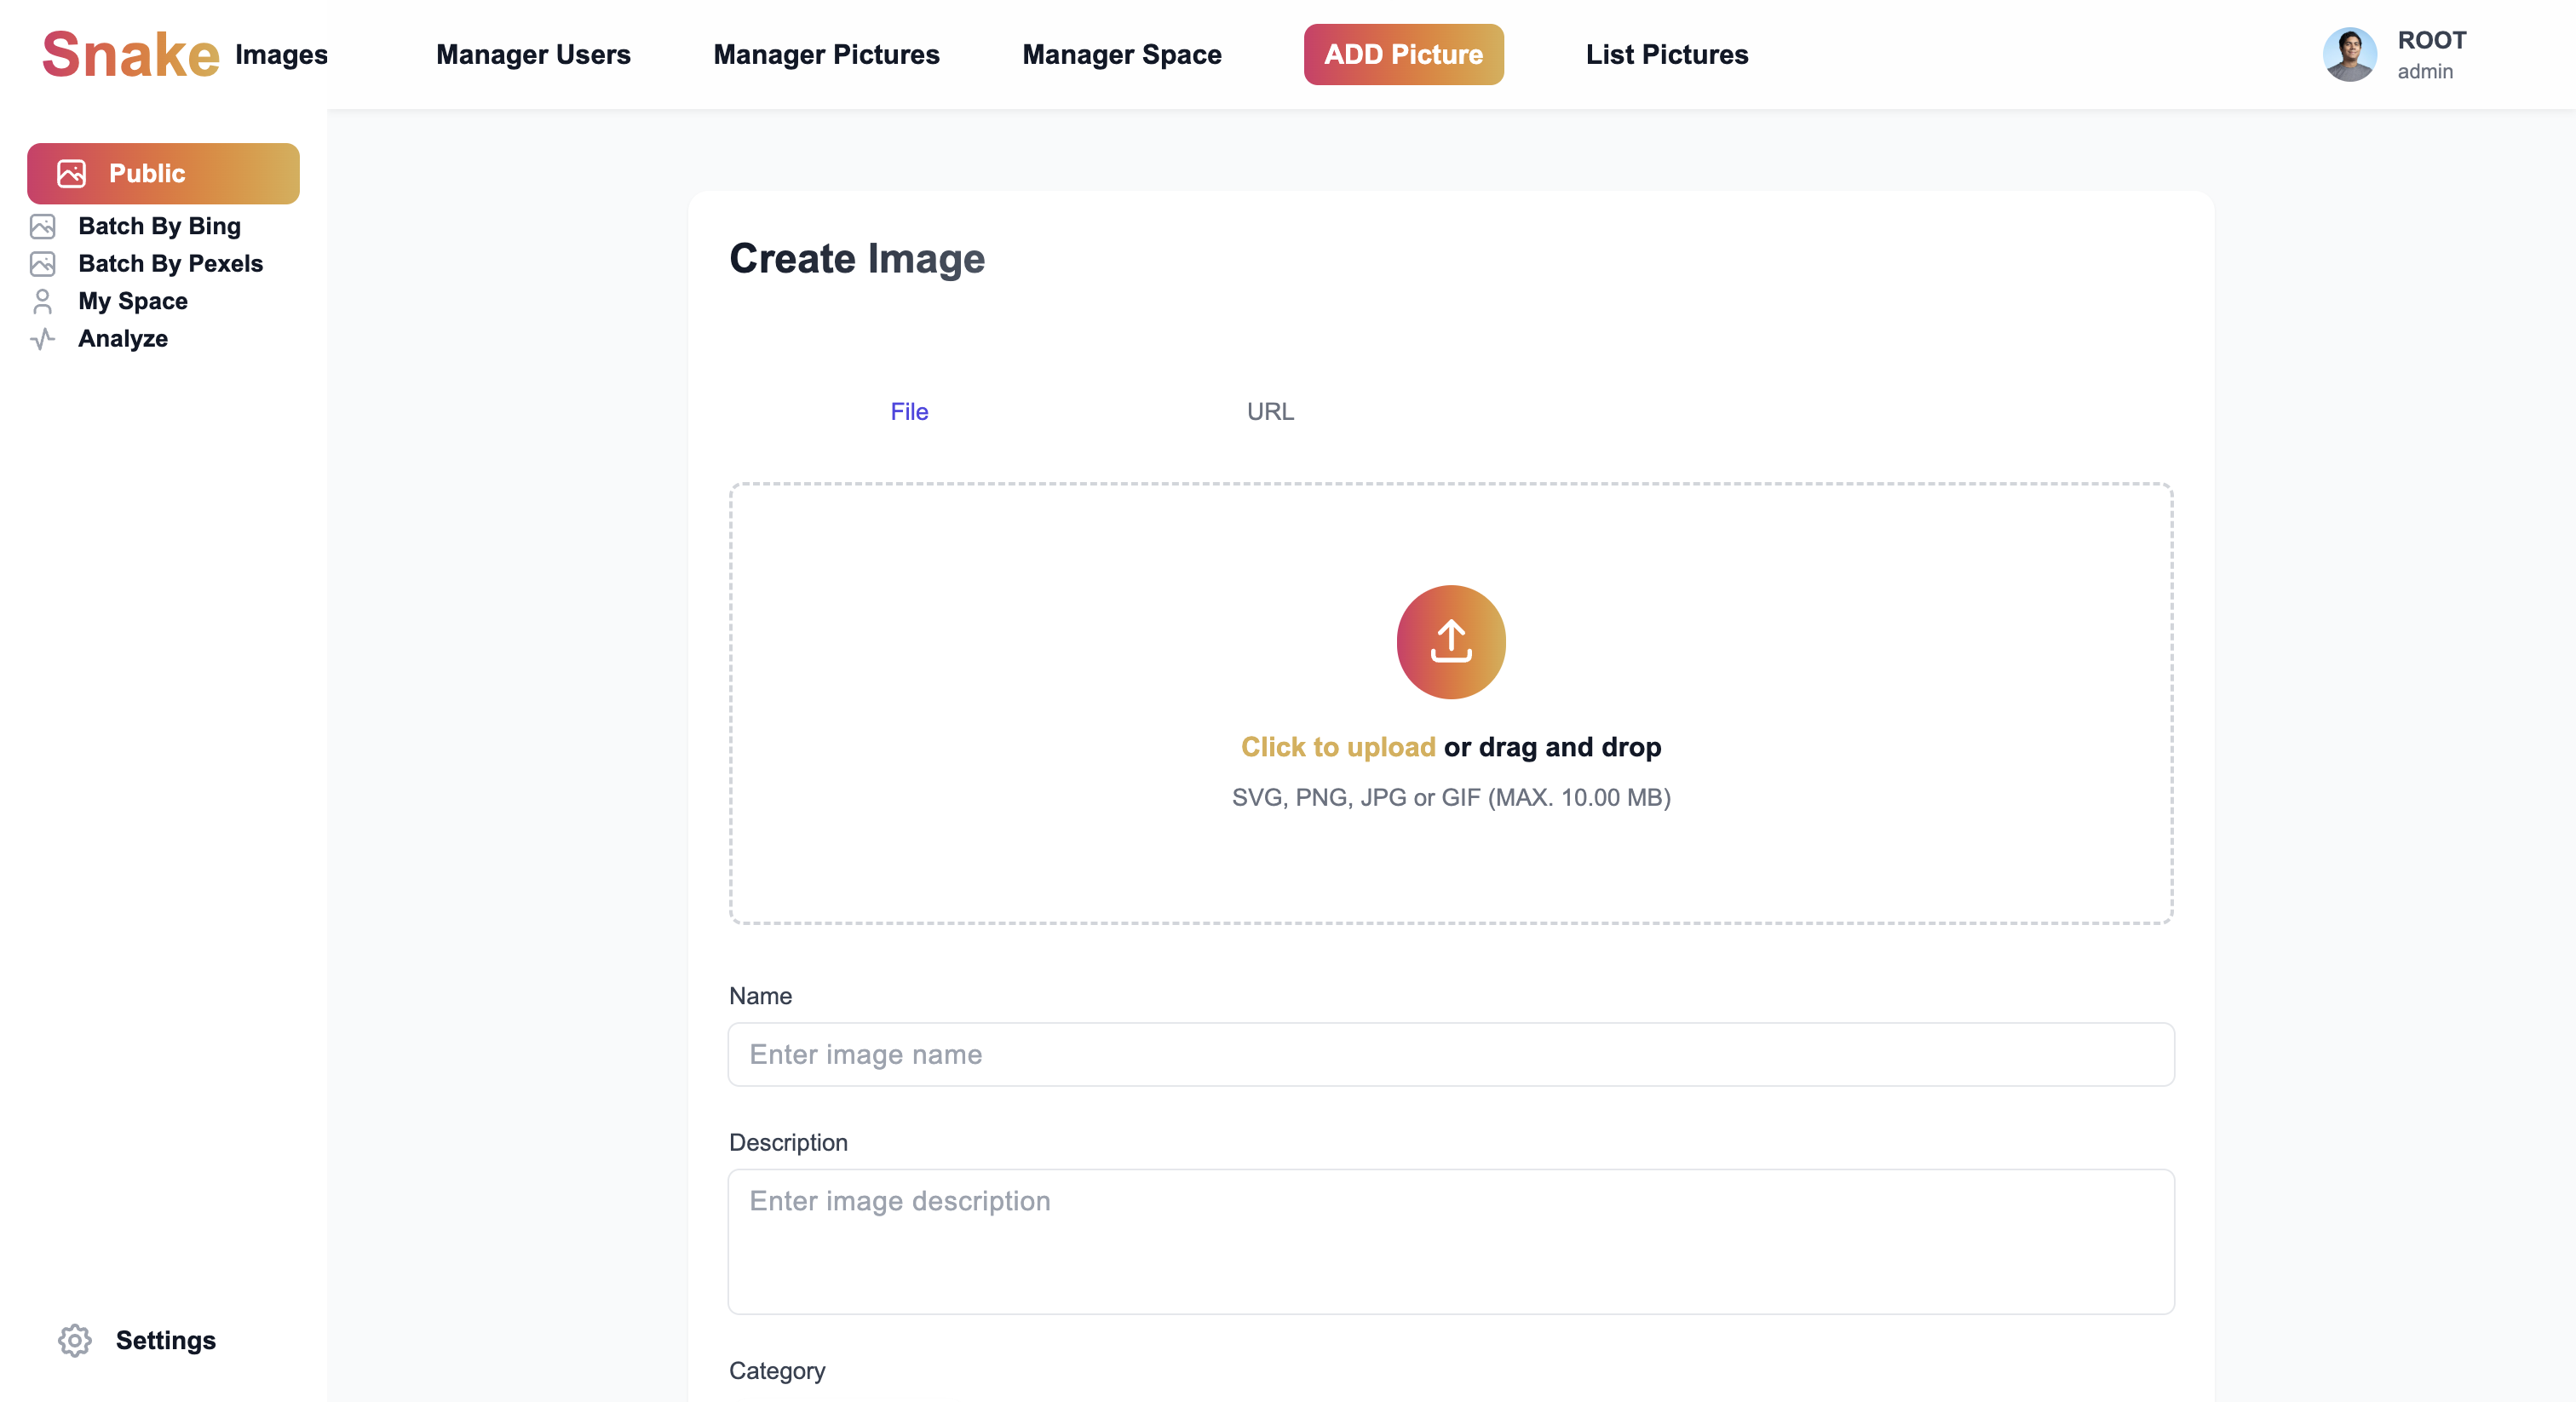 Snake Images
Manager Users
Manager Pictures
Manager Space
ADD Picture
List Pictures
ROOT
admin
Public
Batch By Bing
Batch By Pexels
My Space
Analyze
Settings
Create Image
File
URL
Click to upload or drag and drop
SVG, PNG, JPG or GIF (MAX. 10.00 MB)
Name
Enter image name
Description
Enter image description
Category